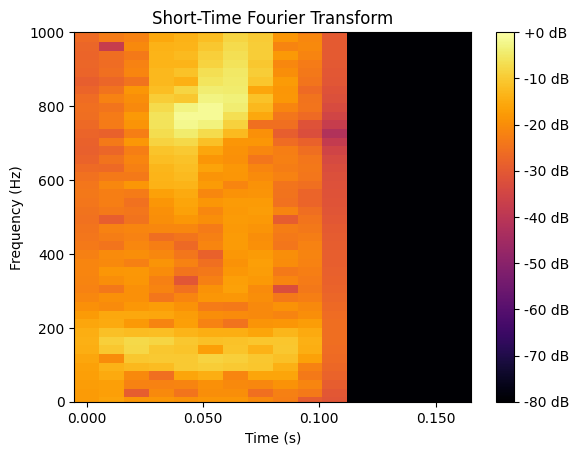 Short-Time Fourier Transform
1000
800
600
400
200
0
Frequency (Hz)
0.000
0.050
0.100
0.150
Time (s)
+0 dB
-10 dB
-20 dB
-30 dB
-40 dB
-50 dB
-60 dB
-70 dB
-80 dB